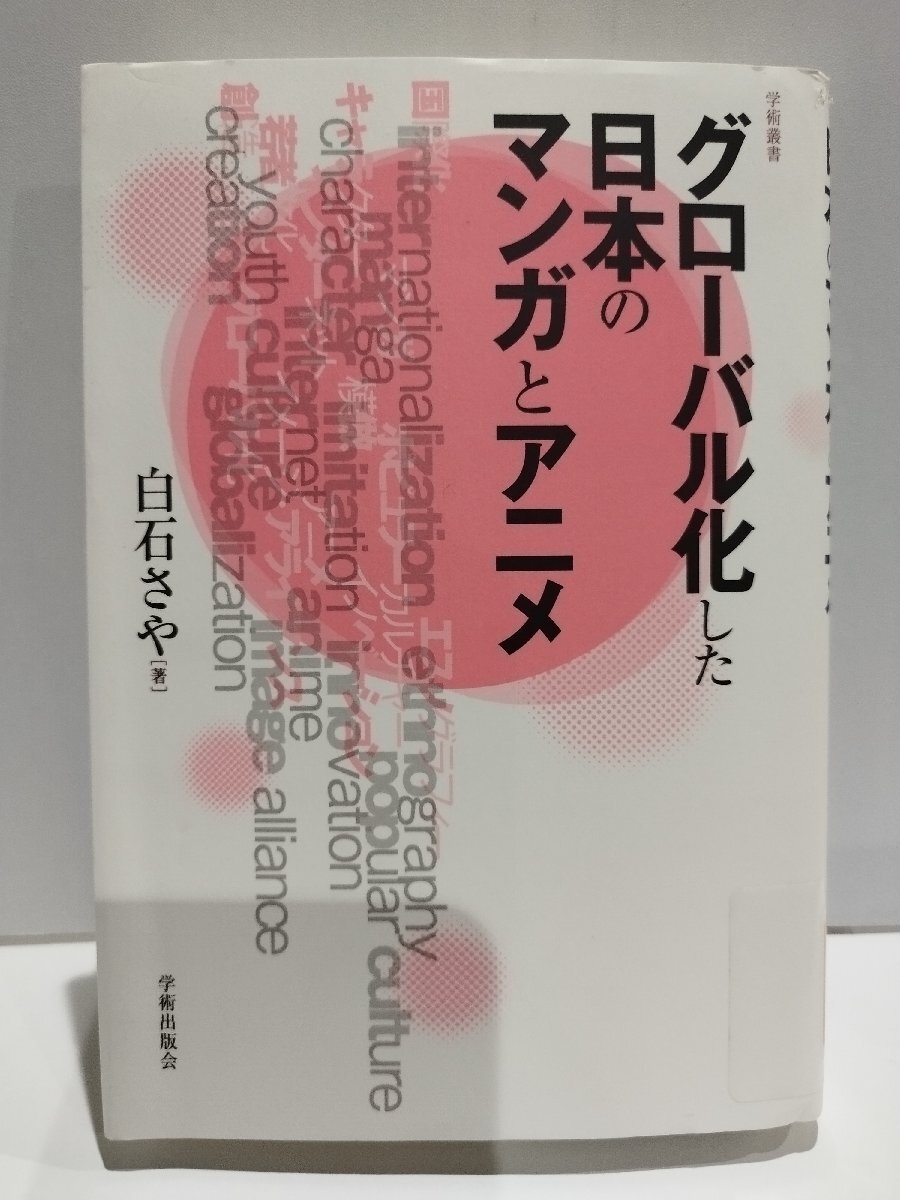 学術叢書
グローバル化した
日本の
マンガとアニメ
白石さや[著]
学術出版会
internationalization ethnography
manga popular culture
character imitation innovation
internet anime
youth culture image alliance
creation globalization